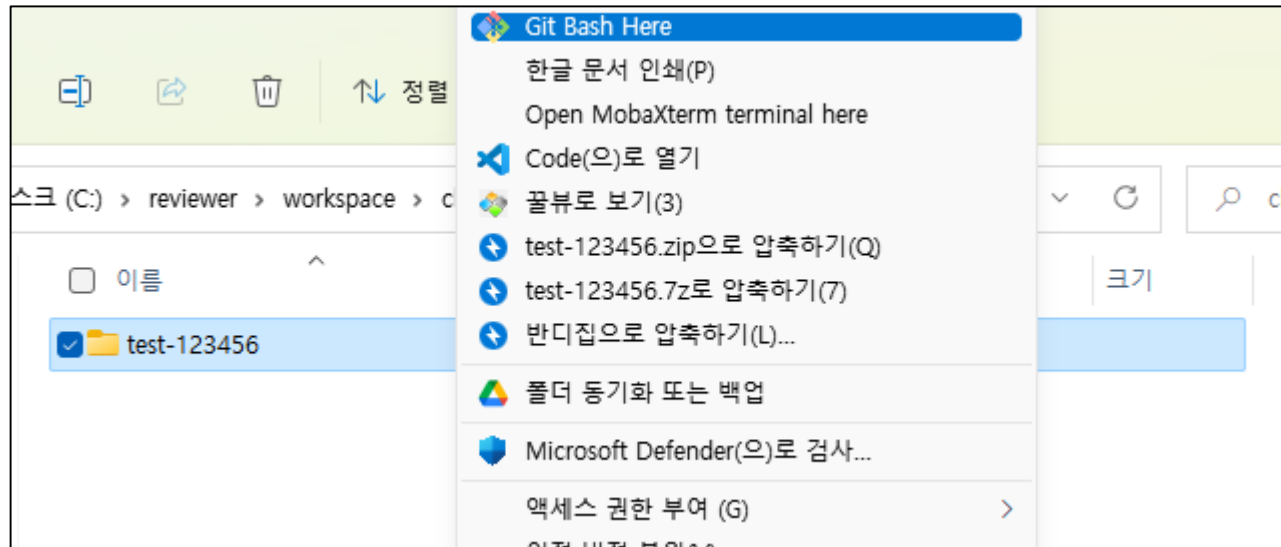 Git Bash Here
한글 문서 인쇄(P)
정렬
Open MobaXterm terminal here
Code(으)로 열기
스크 (C:) > reviewer > workspace > c
꿀뷰로 보기(3)
c
test-123456.zip으로 압축하기(Q)
이름
크기
test-123456.7z로 압축하기(7)
반디집으로 압축하기(L)...
test-123456
폴더 동기화 또는 백업
Microsoft Defender(으)로 검사...
액세스 권한 부여 (G)